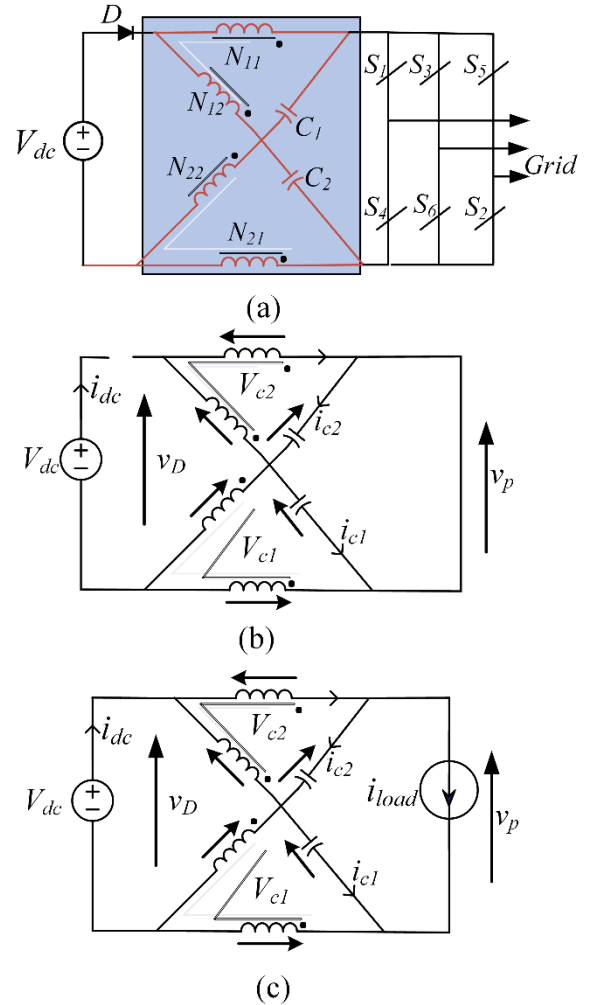 D
N11
N12
C1
S1 S3 S5
Vdc
N22
C2
Grid
N21
S4 S6 S2
(a)
idc
Vc2
ic2
Vdc
vD
vp
Vc1
ic1
(b)
idc
Vc2
ic2
Vdc
vD
iload
vp
Vc1
ic1
(c)